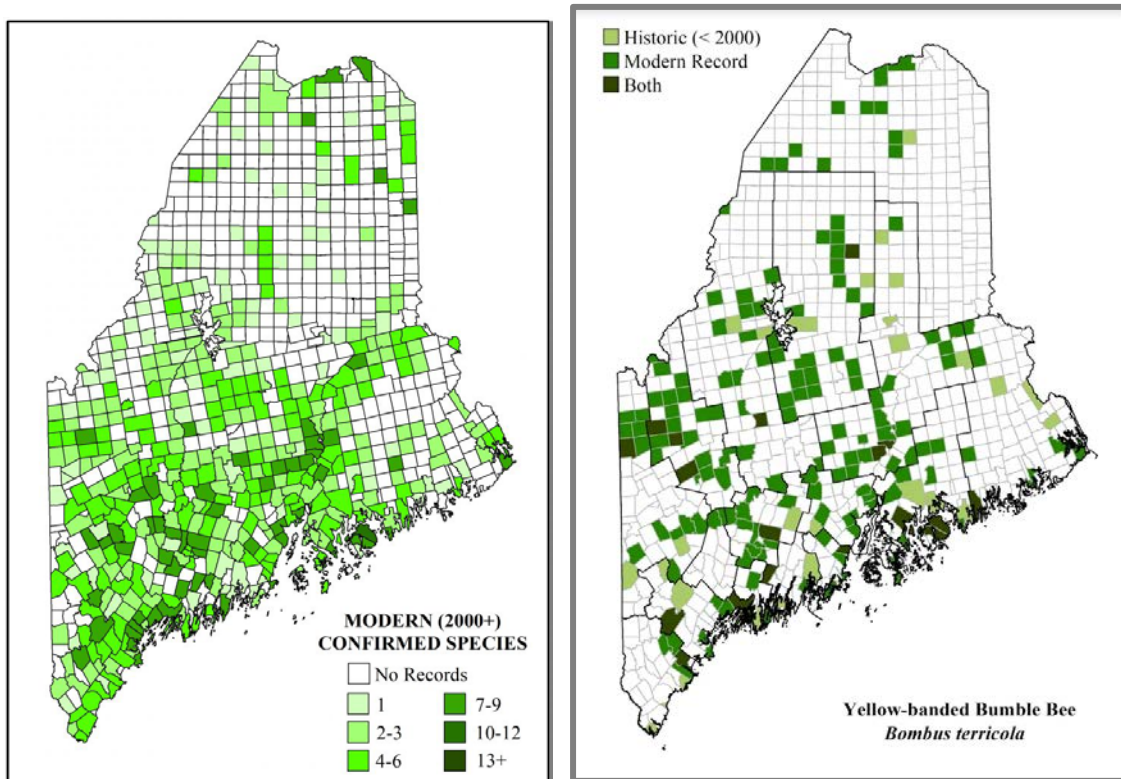 MODERN (2000+)
CONFIRMED SPECIES
No Records
1
2-3
4-6
7-9
10-12
13+
Historic (< 2000)
Modern Record
Both
Yellow-banded Bumble Bee
Bombus terricola